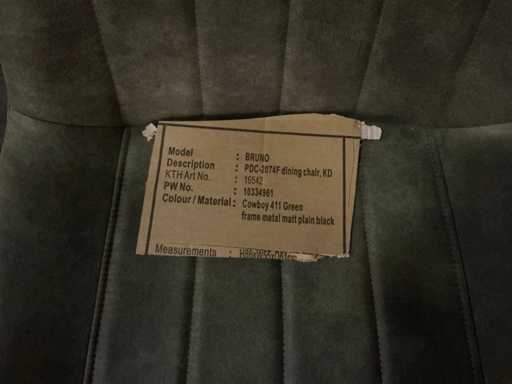 Model : BRUNO
Description : PDC-2074F dining chair, KD
KTH Art No. : 16542
PW No. : 10334961
Colour / Material : Cowboy 411 Green
frame metal matt plain black
Measurements :